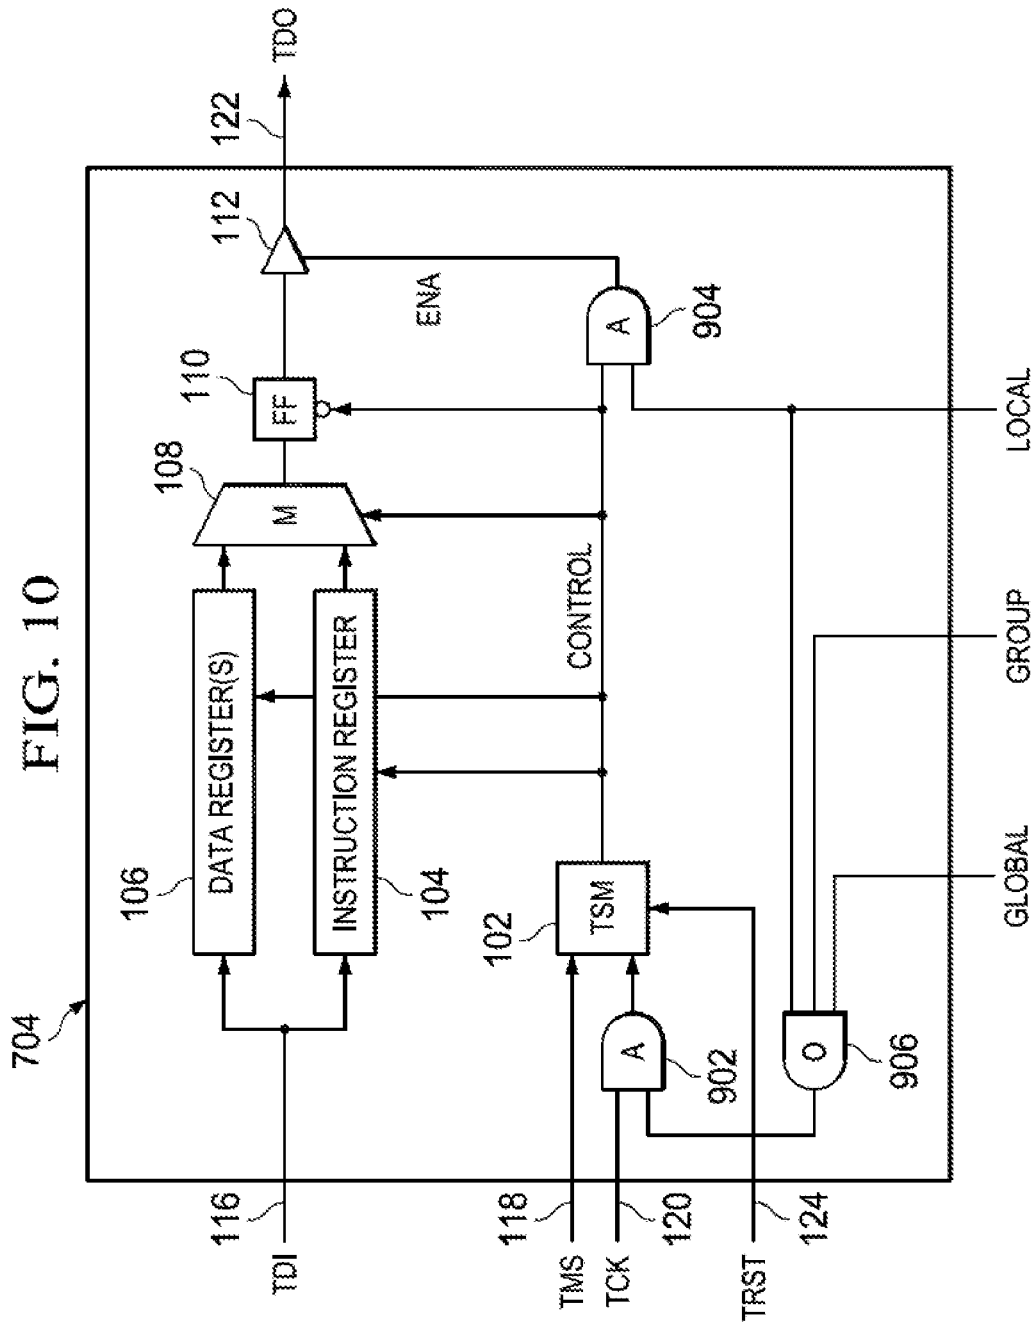 FIG. 10
704
106
DATA REGISTER(S)
INSTRUCTION REGISTER
104
108
M
110
FF
112
122
TDO
116
TDI
ENA
CONTROL
102
TSM
A
902
A
904
118
TMS
120
TCK
124
TRST
O
906
GLOBAL
GROUP
LOCAL